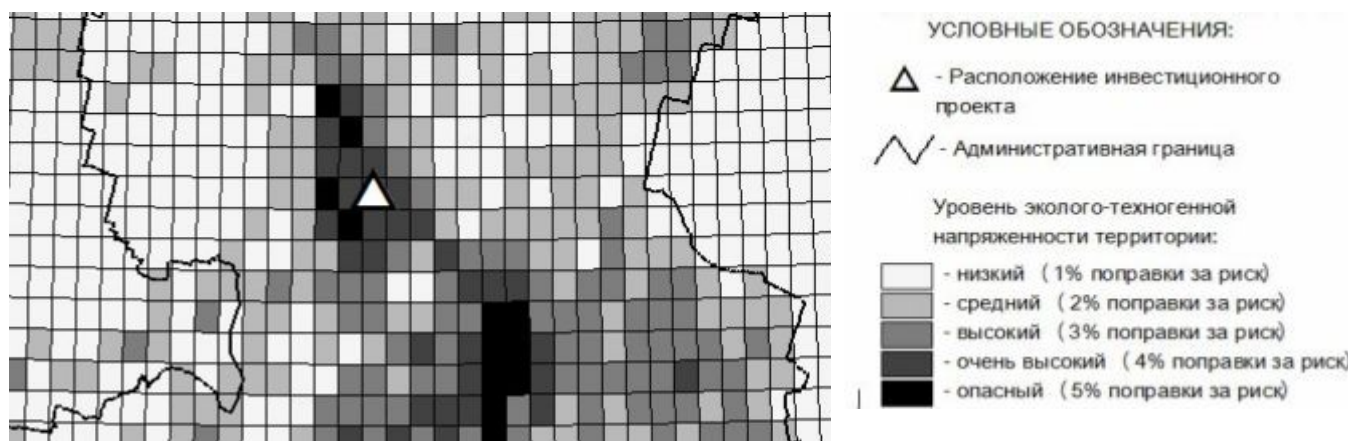 УСЛОВНЫЕ ОБОЗНАЧЕНИЯ:
- Расположение инвестиционного
проекта
- Административная граница
Уровень эколого-техногенной
напряженности территории:
- низкий (1% поправки за риск)
- средний (2% поправки за риск)
- высокий (3% поправки за риск)
- очень высокий (4% поправки за риск)
- опасный (5% поправки за риск)